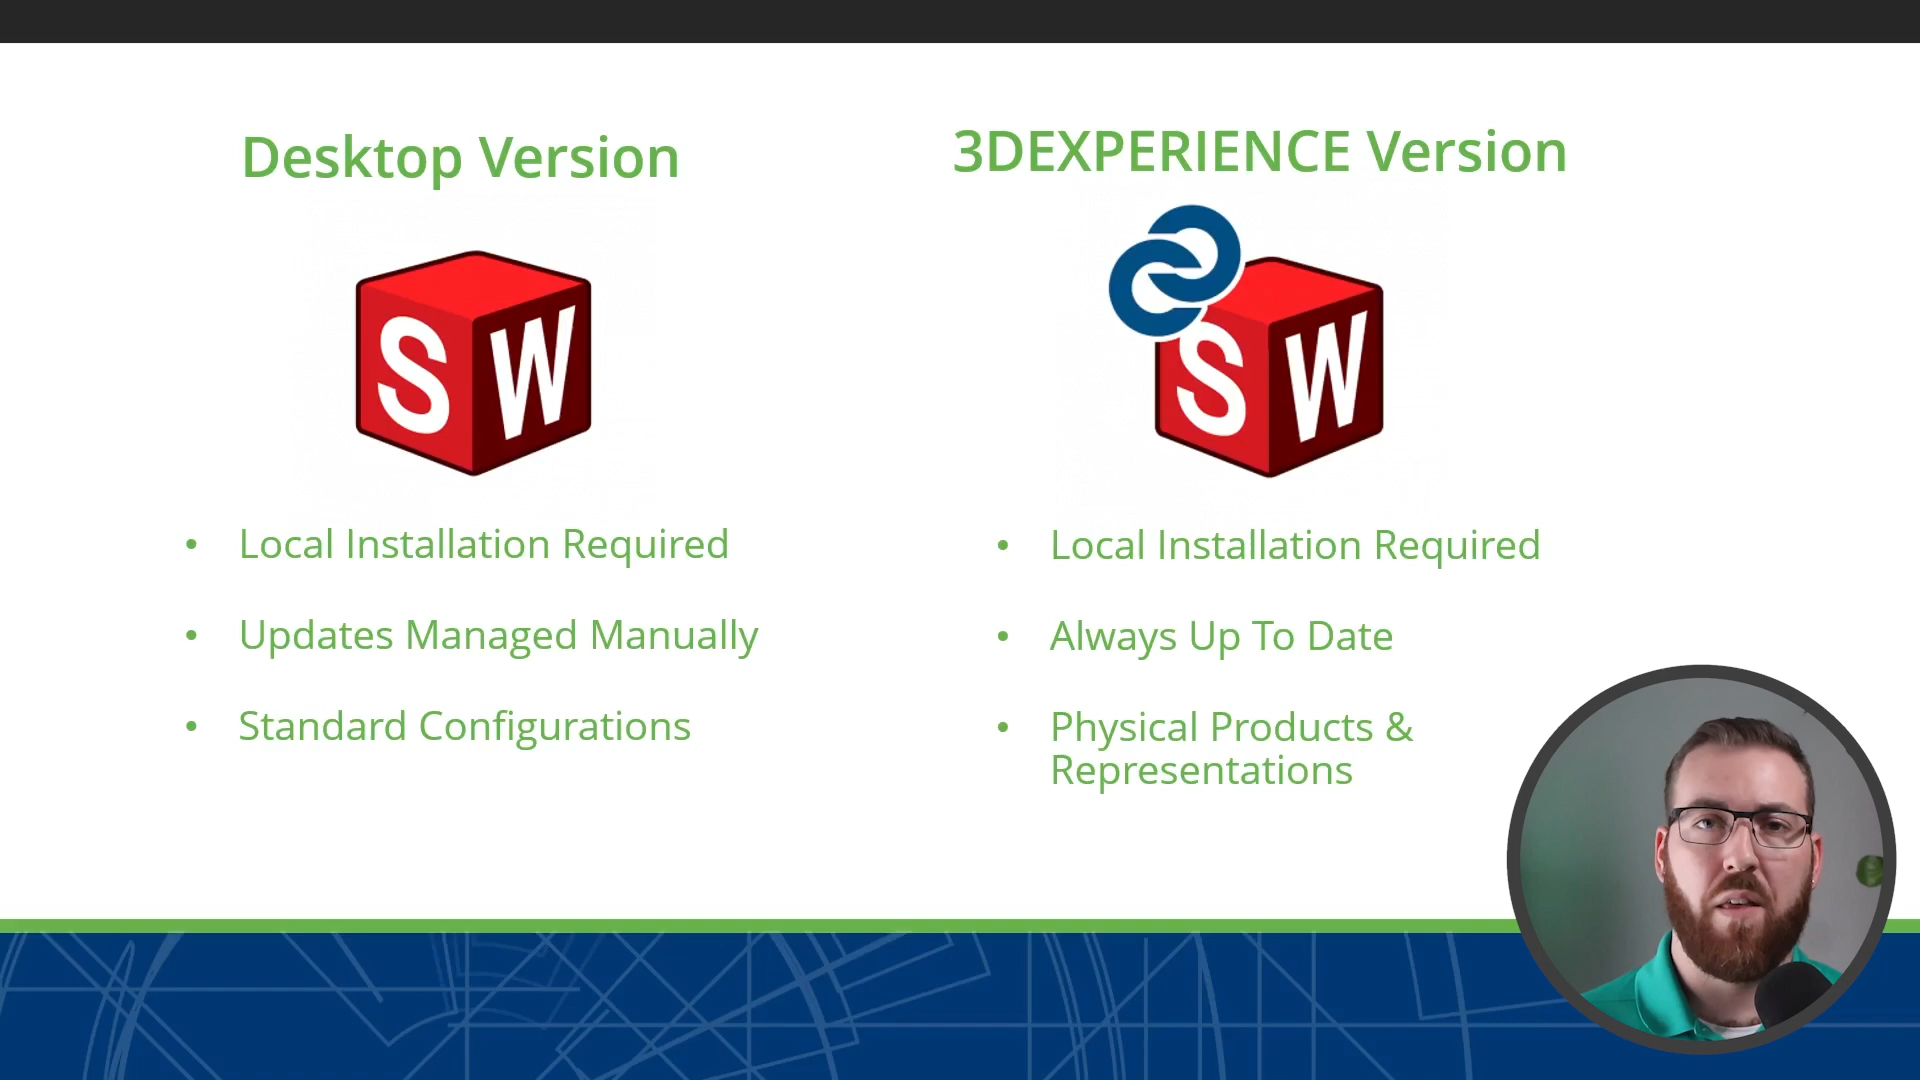 Desktop Version
SW
• Local Installation Required
• Updates Managed Manually
• Standard Configurations
3DEXPERIENCE Version
SW
• Local Installation Required
• Always Up To Date
• Physical Products &
Representations